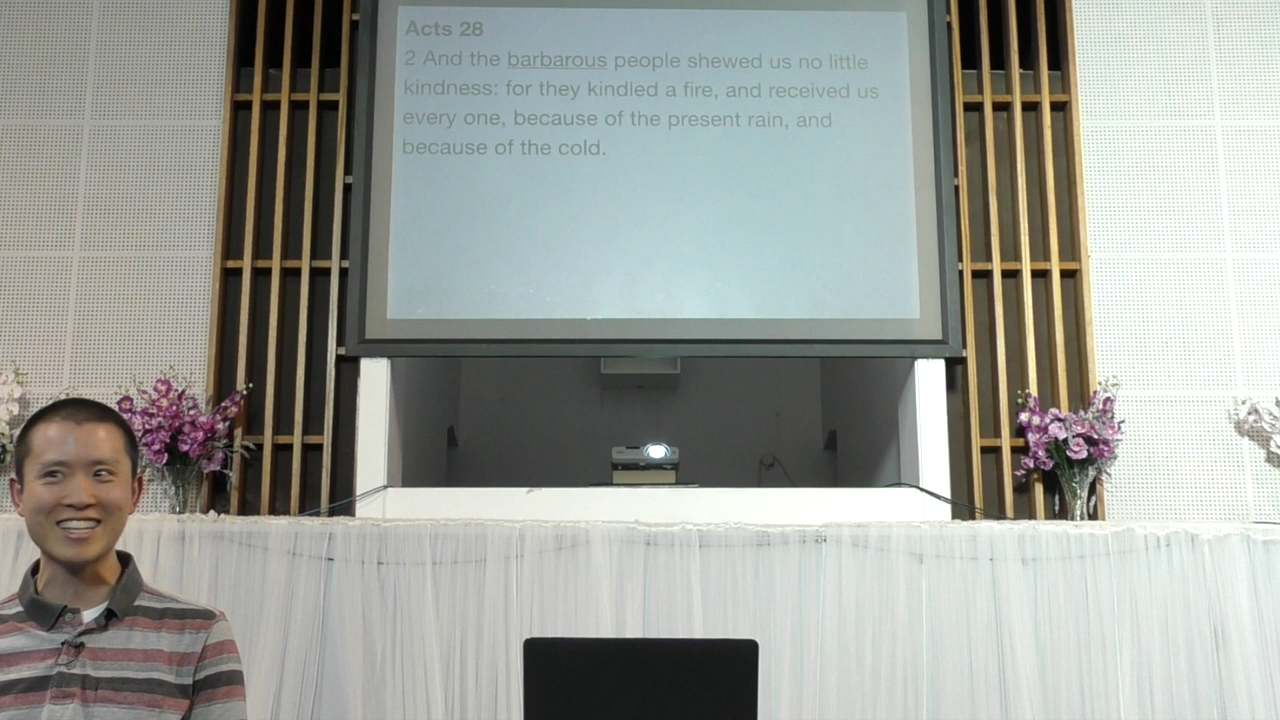 Acts 28
2 And the barbarous people shewed us no little
kindness: for they kindled a fire, and received us
every one, because of the present rain, and
because of the cold.